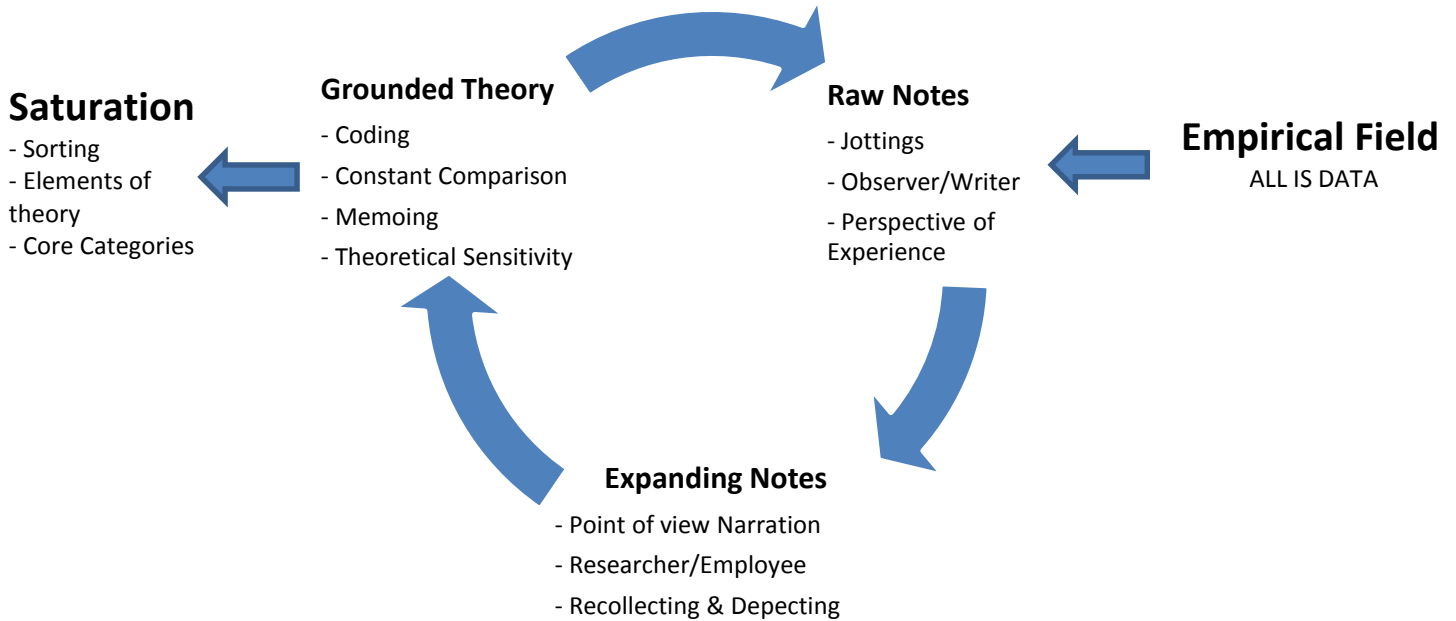 Saturation
- Sorting
- Elements of
theory
- Core Categories
Grounded Theory
- Coding
- Constant Comparison
- Memoing
- Theoretical Sensitivity
Raw Notes
- Jottings
- Observer/Writer
- Perspective of
Experience
Empirical Field
ALL IS DATA
Expanding Notes
- Point of view Narration
- Researcher/Employee
- Recollecting & Depecting